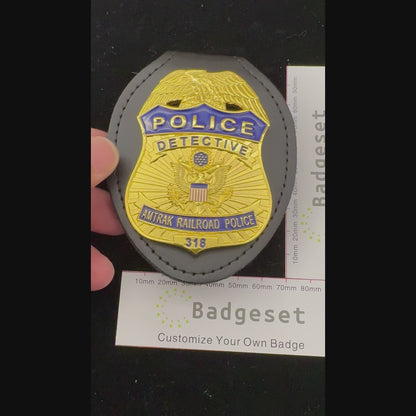 POLICE
DETECTIVE
AMTRAK RAILROAD POLICE
318
Badgeset
10mm 20mm 30mm 40mm 50mm 60mm 70mm 80mm
Badgeset
Customize Your Own Badge